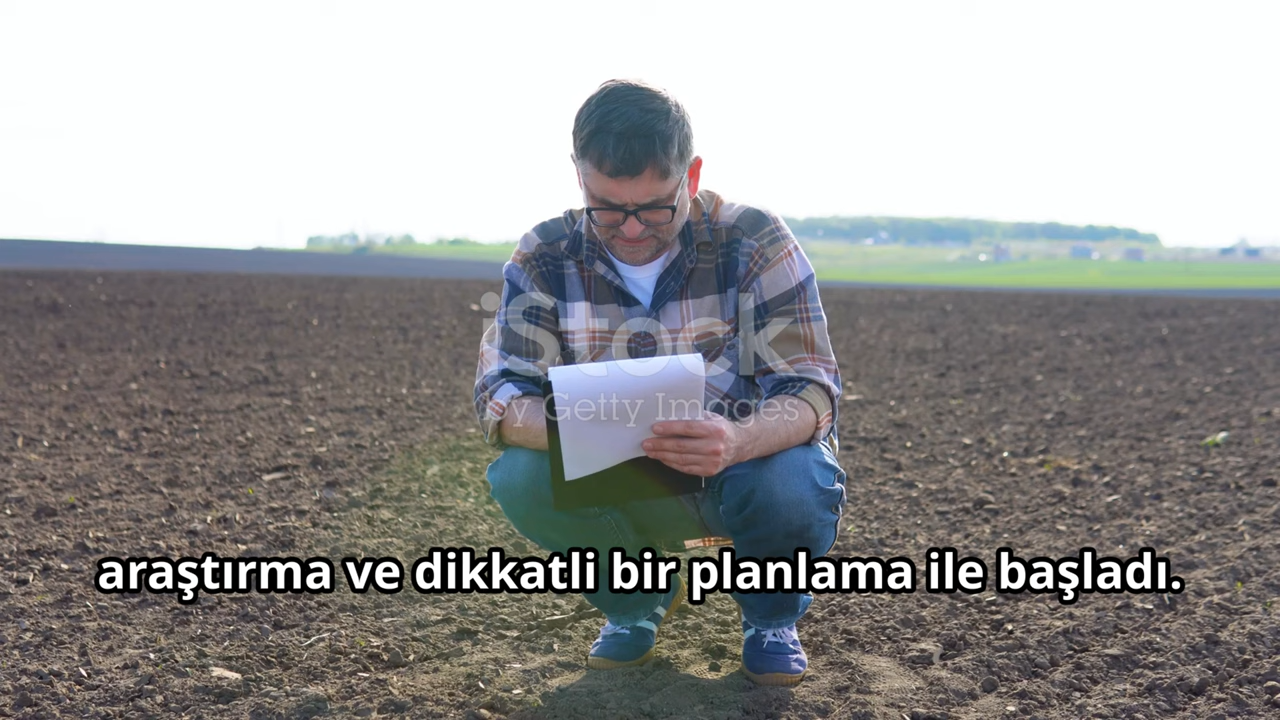 iStock
by Getty Images
araştırma ve dikkatli bir planlama ile başladı.